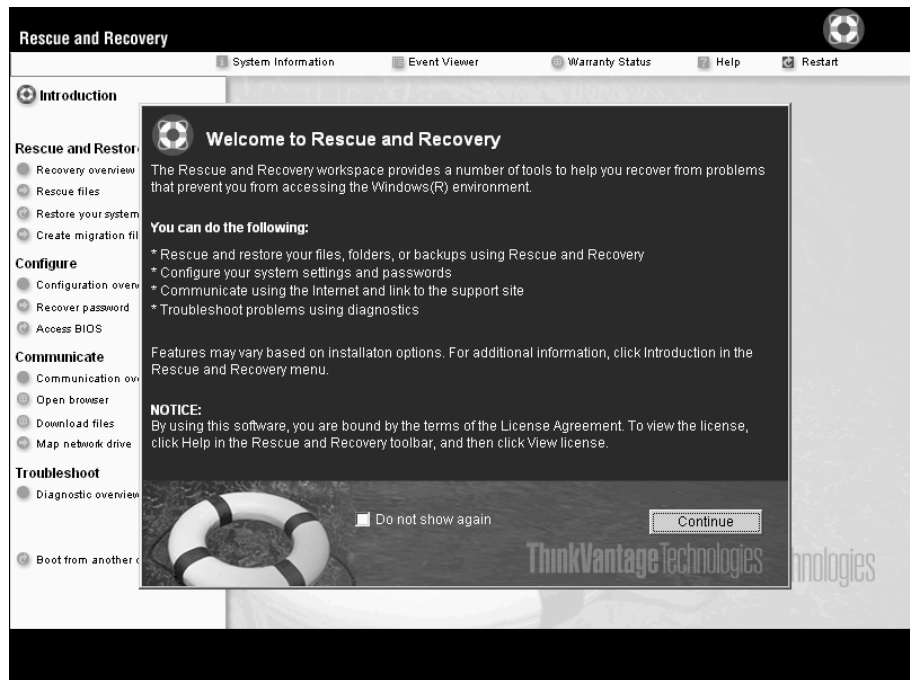 Rescue and Recovery
System Information
Event Viewer
Warranty Status
Help
Restart
Introduction
Rescue and Restor
Recovery overview
Rescue files
Restore your system
Create migration fil
Configure
Configuration overv
Recover password
Access BIOS
Communicate
Communication ov
Open browser
Download files
Map network drive
Troubleshoot
Diagnostic overview
Boot from another
Welcome to Rescue and Recovery
The Rescue and Recovery workspace provides a number of tools to help you recover from problems
that prevent you from accessing the Windows(R) environment.
You can do the following:
* Rescue and restore your files, folders, or backups using Rescue and Recovery
* Configure your system settings and passwords
* Communicate using the Internet and link to the support site
* Troubleshoot problems using diagnostics
Features may vary based on installaton options. For additional information, click Introduction in the
Rescue and Recovery menu.
NOTICE:
By using this software, you are bound by the terms of the License Agreement. To view the license,
click Help in the Rescue and Recovery toolbar, and then click View license.
Do not show again
Continue
ThinkVantage Technologies
hnologies